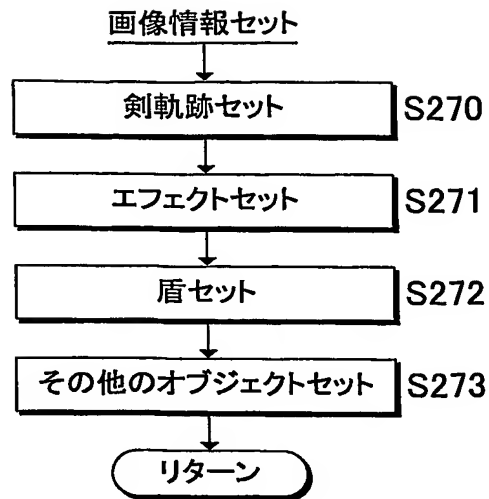 画像情報セット
剣軌跡セット S270
エフェクトセット S271
盾セット S272
その他のオブジェクトセット S273
リターン